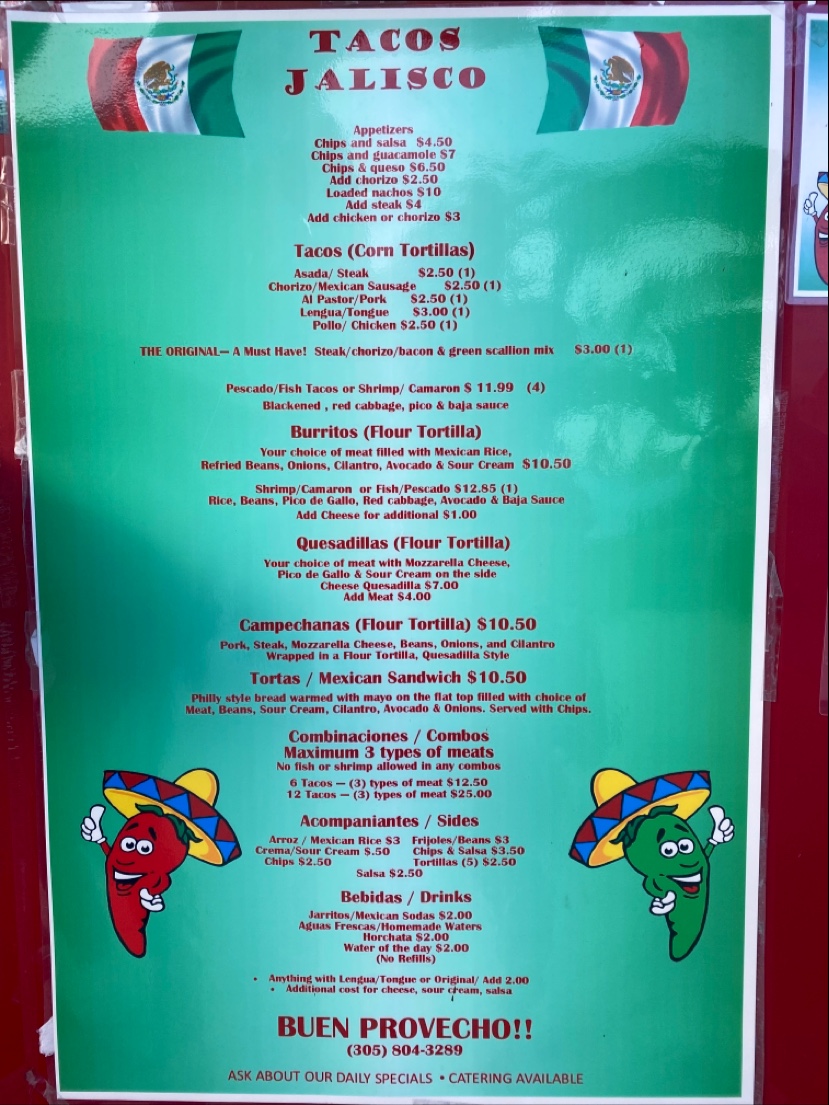 TACOS
JALISCO
Appetizers
Chips and salsa $4.50
Chips and guacamole $7
Chips & queso $6.50
Add chorizo $2.50
Loaded nachos $10
Add steak $4
Add chicken or chorizo $3
Tacos (Corn Tortillas)
Asada/ Steak $2.50 (1)
Chorizo/Mexican Sausage $2.50 (1)
Al Pastor/Pork $2.50 (1)
Lengua/Tongue $3.00 (1)
Pollo/ Chicken $2.50 (1)
THE ORIGINAL— A Must Have! Steak/chorizo/bacon & green scallion mix $3.00 (1)
Pescado/Fish Tacos or Shrimp/ Camaron $ 11.99 (4)
Blackened , red cabbage, pico & baja sauce
Burritos (Flour Tortilla)
Your choice of meat filled with Mexican Rice,
Refried Beans, Onions, Cilantro, Avocado & Sour Cream $10.50
Shrimp/Camaron or Fish/Pescado $12.85 (1)
Rice, Beans, Pico de Gallo, Red cabbage, Avocado & Baja Sauce
Add Cheese for additional $1.00
Quesadillas (Flour Tortilla)
Your choice of meat with Mozzarella Cheese,
Pico de Gallo & Sour Cream on the side
Cheese Quesadilla $7.00
Add Meat $4.00
Campechanas (Flour Tortilla) $10.50
Pork, Steak, Mozzarella Cheese, Beans, Onions, and Cilantro
Wrapped in a Flour Tortilla, Quesadilla Style
Tortas / Mexican Sandwich $10.50
Philly style bread warmed with mayo on the flat top filled with choice of
Meat, Beans, Sour Cream, Cilantro, Avocado & Onions. Served with Chips.
Combinaciones / Combos
Maximum 3 types of meats
No fish or shrimp allowed in any combos
6 Tacos — (3) types of meat $12.50
12 Tacos — (3) types of meat $25.00
Acompaniantes / Sides
Arroz / Mexican Rice $3 Frijoles/Beans $3
Crema/Sour Cream $.50 Chips & Salsa $3.50
Chips $2.50 Tortillas (5) $2.50
Salsa $2.50
Bebidas / Drinks
Jarritos/Mexican Sodas $2.00
Aguas Frescas/Homemade Waters
Horchata $2.00
Water of the day $2.00
(No Refills)
• Anything with Lengua/Tongue or Original/ Add 2.00
• Additional cost for cheese, sour cream, salsa
BUEN PROVECHO!!
(305) 804-3289
ASK ABOUT OUR DAILY SPECIALS • CATERING AVAILABLE